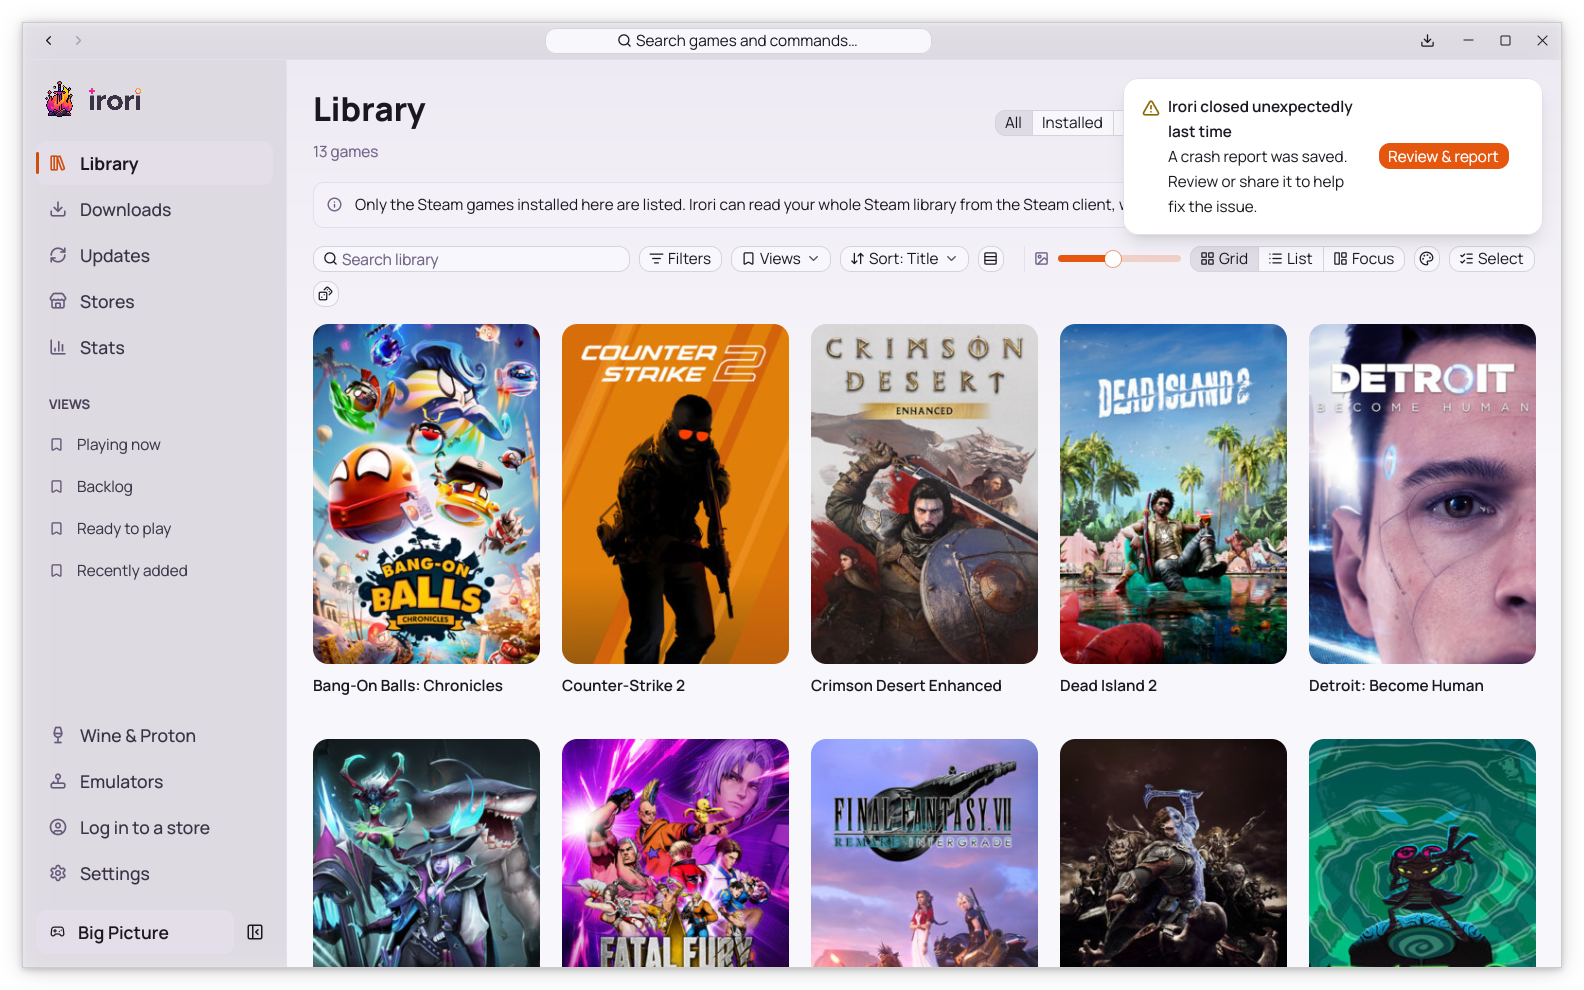 Search games and commands...
irori
Library
Downloads
Updates
Stores
Stats
VIEWS
Playing now
Backlog
Ready to play
Recently added
Wine & Proton
Emulators
Log in to a store
Settings
Big Picture
Library
13 games
All
Installed
Irori closed unexpectedly
last time
A crash report was saved.
Review or share it to help
fix the issue.
Review & report
Only the Steam games installed here are listed. Irori can read your whole Steam library from the Steam client,
Search library
Filters
Views
Sort: Title
Grid
List
Focus
Select
BANG-ON
BALLS
CHRONICLES
Bang-On Balls: Chronicles
COUNTER
STRIKE 2
Counter-Strike 2
CRIMSON
DESERT
ENHANCED
Crimson Desert Enhanced
DEAD ISLAND 2
Dead Island 2
DETROIT
BECOME HUMAN
Detroit: Become Human
FATAL FURY
FINAL FANTASY VII
REMAKE INTERGRADE